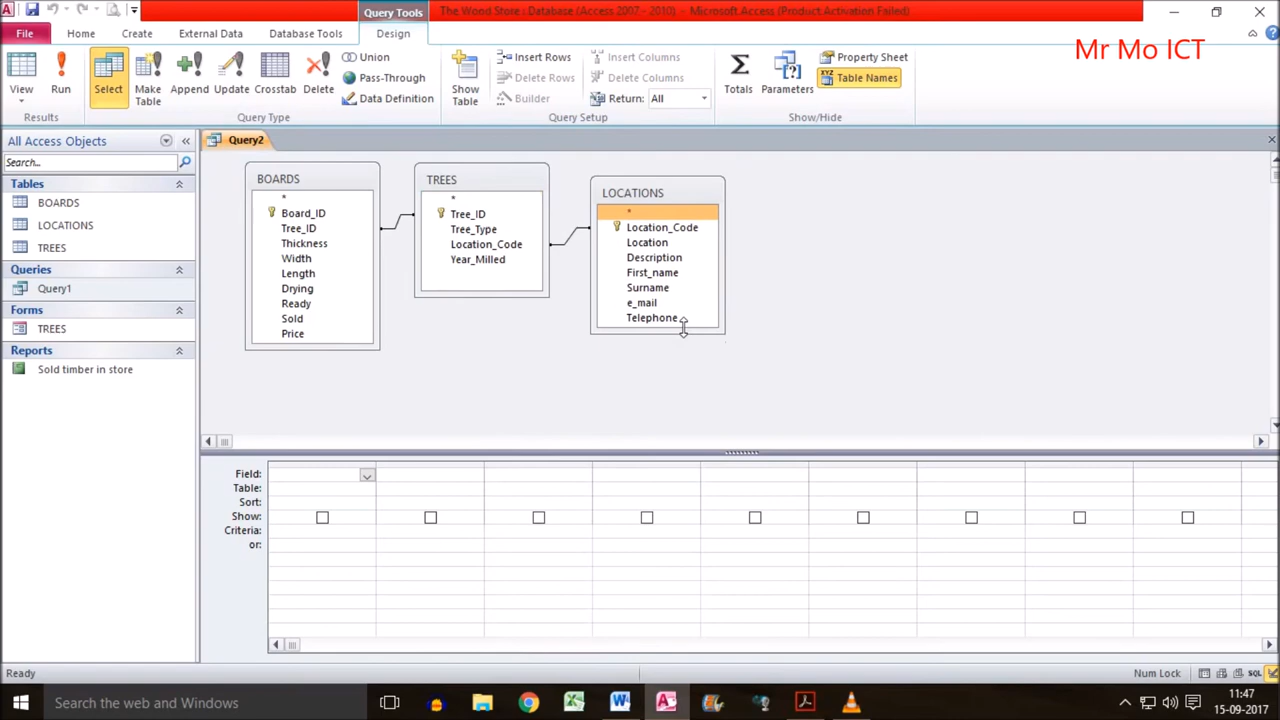 Query Tools
The Wood Store : Database (Access 2007 - 2010) - Microsoft Access (Product Activation Failed)
File
Home
Create
External Data
Database Tools
Design
Mr Mo ICT
View
Run
Results
Select
Make Table
Append
Update
Crosstab
Delete
Union
Pass-Through
Data Definition
Query Type
Show Table
Insert Rows
Delete Rows
Builder
Insert Columns
Delete Columns
Return: All
Query Setup
Totals
Parameters
Property Sheet
XYZ
Table Names
Show/Hide
All Access Objects
Search...
Tables
BOARDS
LOCATIONS
TREES
Queries
Query1
Forms
TREES
Reports
Sold timber in store
Query2
BOARDS
*
Board_ID
Tree_ID
Thickness
Width
Length
Drying
Ready
Sold
Price
TREES
*
Tree_ID
Tree_Type
Location_Code
Year_Milled
LOCATIONS
*
Location_Code
Location
Description
First_name
Surname
e_mail
Telephone
Field:
Table:
Sort:
Show:
Criteria:
or:
Ready
Num Lock
SQL
Search the web and Windows
11:47
15-09-2017